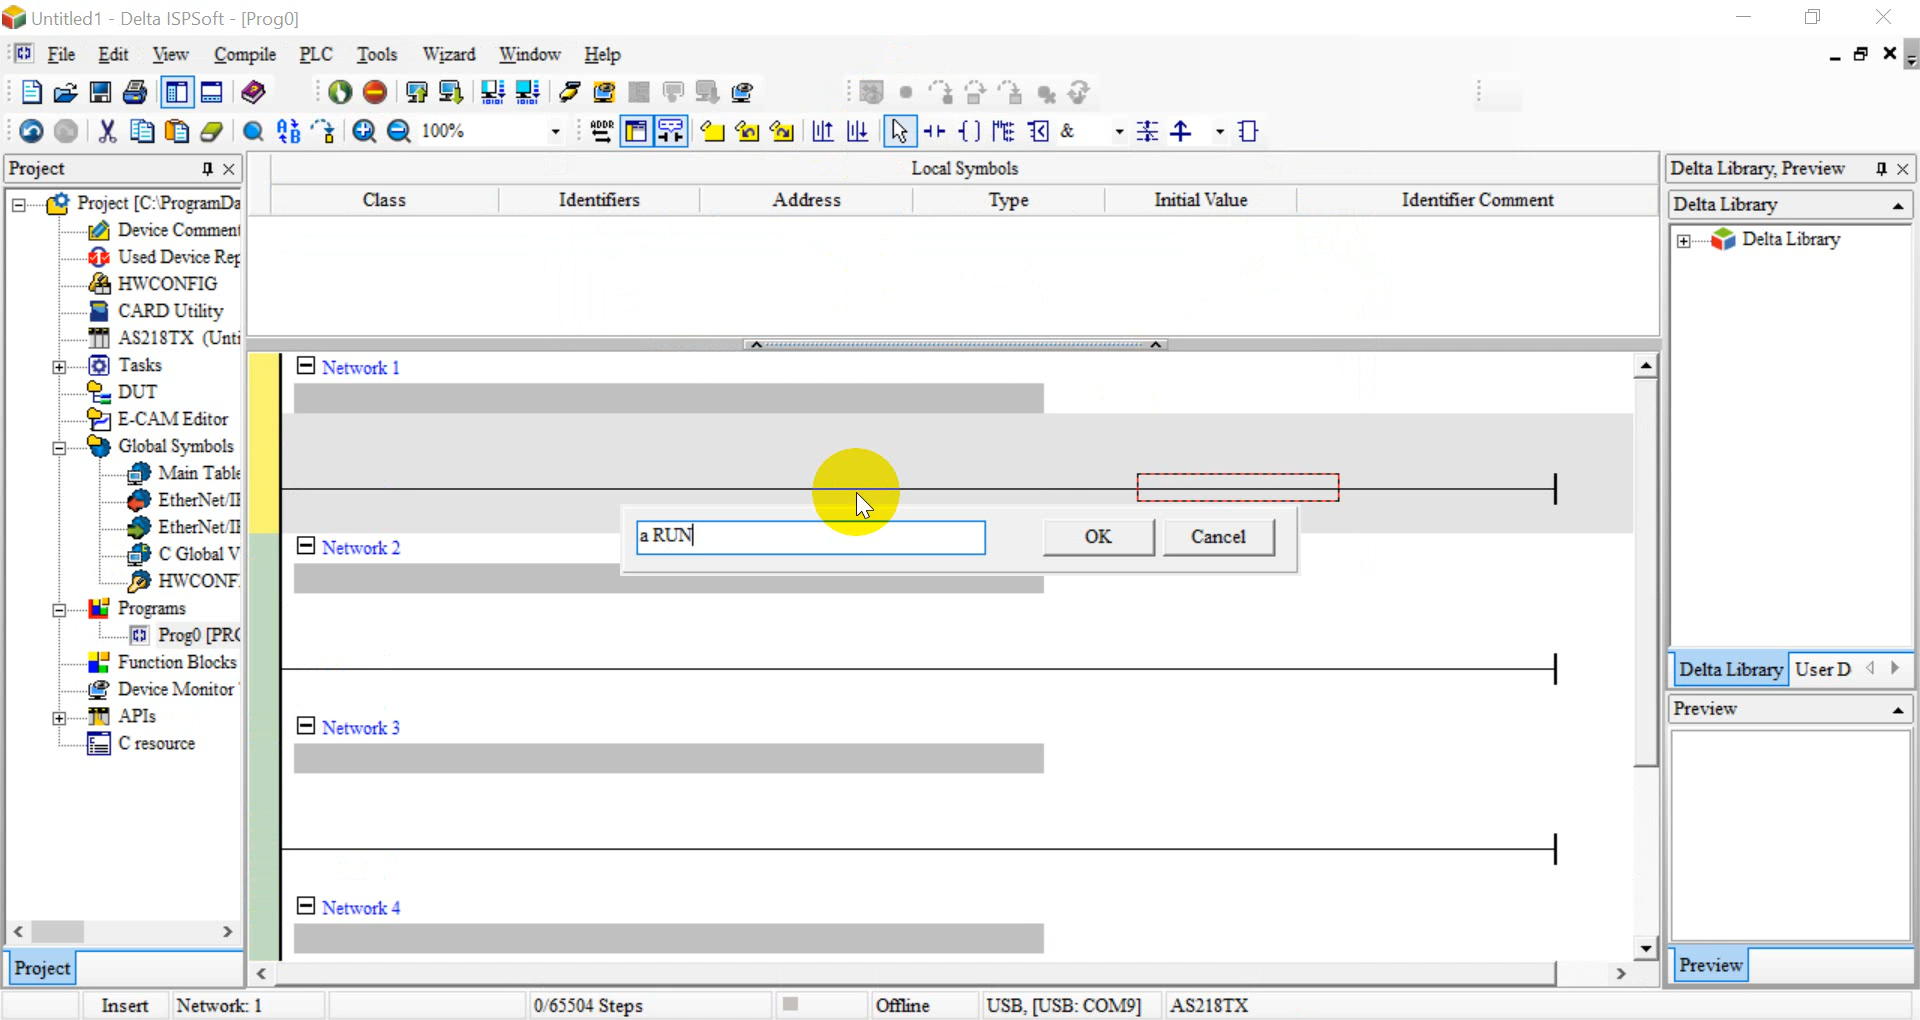 Untitled1 - Delta ISPSoft - [Prog0]
File Edit View Compile PLC Tools Wizard Window Help
100%
ADDR
&
Project
Project [C:\ProgramDa
Device Comment
Used Device Rep
HWCONFIG
CARD Utility
AS218TX (Unti
Tasks
DUT
E-CAM Editor
Global Symbols
Main Table
EtherNet/IP
EtherNet/IP
C Global V
HWCONF
Programs
Prog0 [PRO
Function Blocks
Device Monitor
APIs
C resource
Project
Local Symbols
Class Identifiers Address Type Initial Value Identifier Comment
Network 1
a RUN
OK Cancel
Network 2
Network 3
Network 4
Delta Library, Preview
Delta Library
Delta Library
Delta Library User D
Preview
Preview
Insert Network: 1 0/65504 Steps Offline USB, [USB: COM9] AS218TX